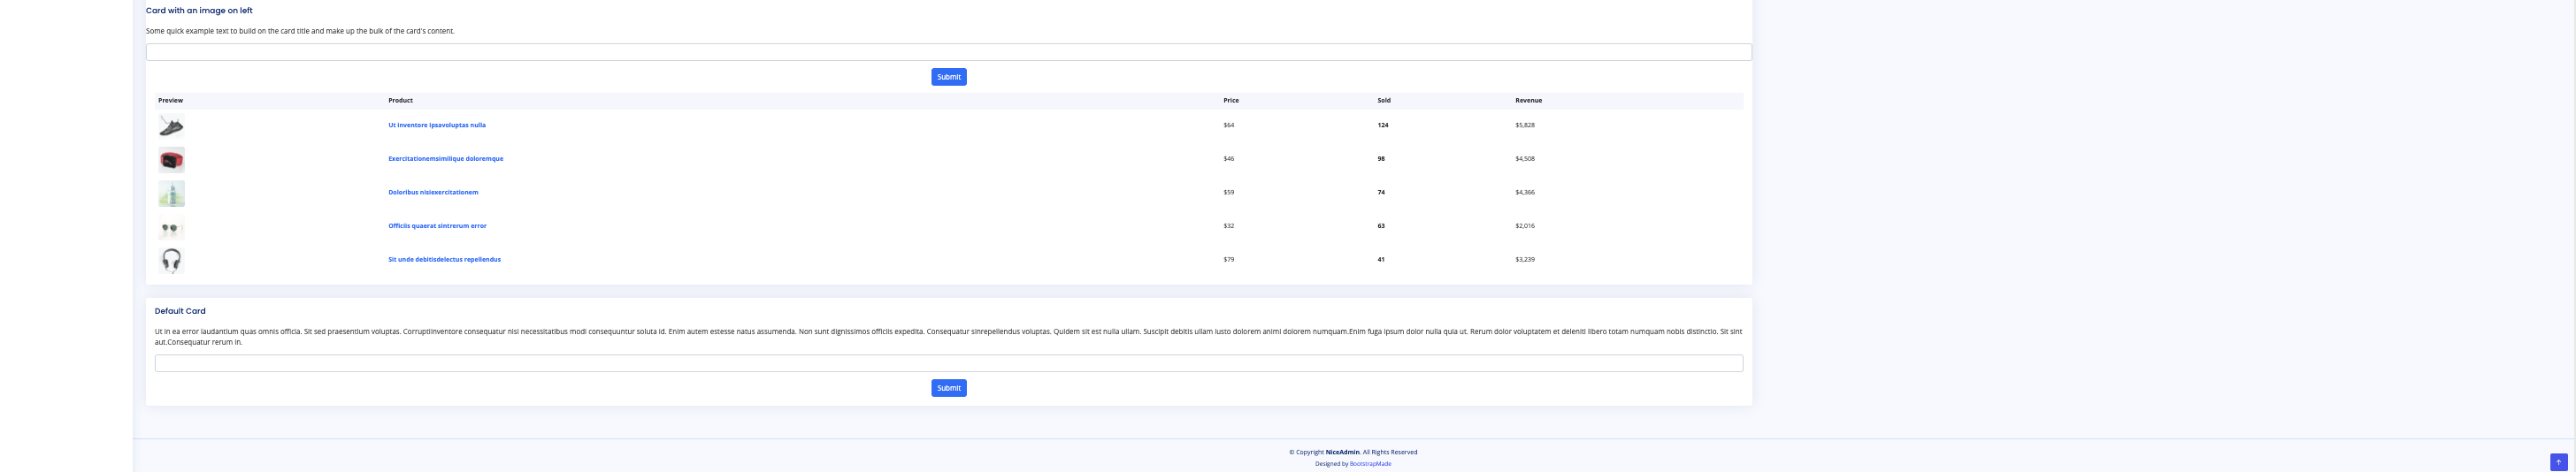 Card with an image on left
Some quick example text to build on the card title and make up the bulk of the card's content.
Submit
Preview Product Price Sold Revenue
Ut inventore ipsavoluptas nulla $64 124 $5,828
Exercitationemsimilique doloremque $46 98 $4,508
Doloribus nisiexercitationem $59 74 $4,366
Officiis quaerat sintrerum error $32 63 $2,016
Sit unde debitisdelectus repellendus $79 41 $3,239
Default Card
Ut in ea error laudantium quas omnis officia. Sit sed praesentium voluptas. Corruptiinventore consequatur nisi necessitatibus modi consequuntur soluta id. Enim autem estesse natus assumenda. Non sunt dignissimos officiis expedita. Consequatur sinrepellendus voluptas. Quidem sit est nulla ullam. Suscipit debitis ullam iusto dolorem animi dolorem numquam.Enim fuga ipsum dolor nulla quia ut. Rerum dolor voluptatem et deleniti libero totam numquam nobis distinctio. Sit sint
aut.Consequatur rerum in.
Submit
© Copyright NiceAdmin. All Rights Reserved
Designed by BootstrapMade